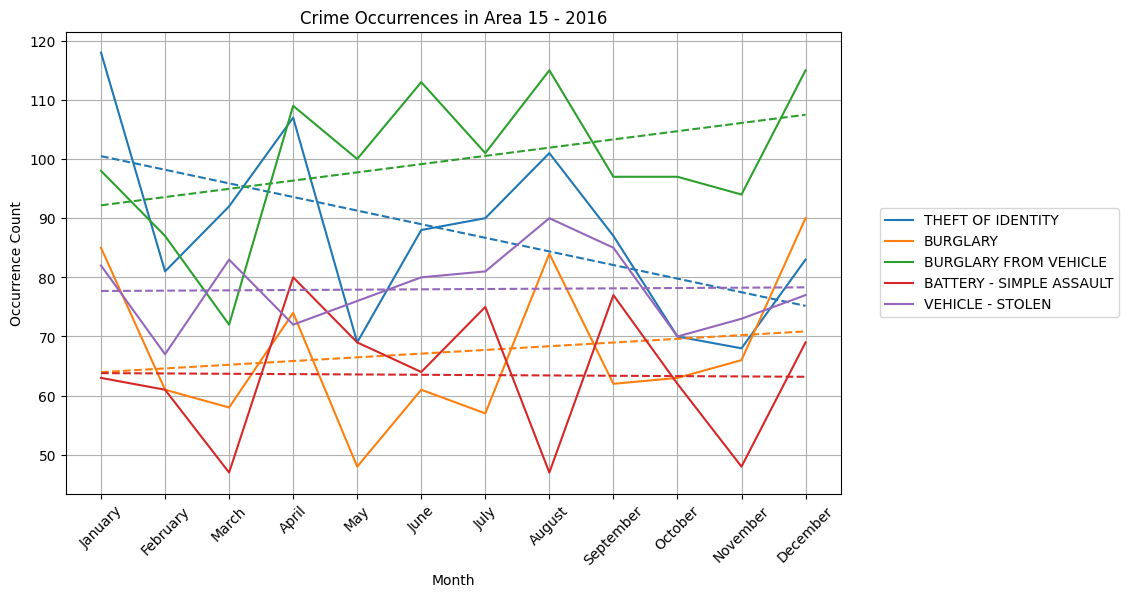 Crime Occurrences in Area 15 - 2016
Occurrence Count
120
110
100
90
80
70
60
50
January
February
March
April
May
June
July
August
September
October
November
December
Month
THEFT OF IDENTITY
BURGLARY
BURGLARY FROM VEHICLE
BATTERY - SIMPLE ASSAULT
VEHICLE - STOLEN